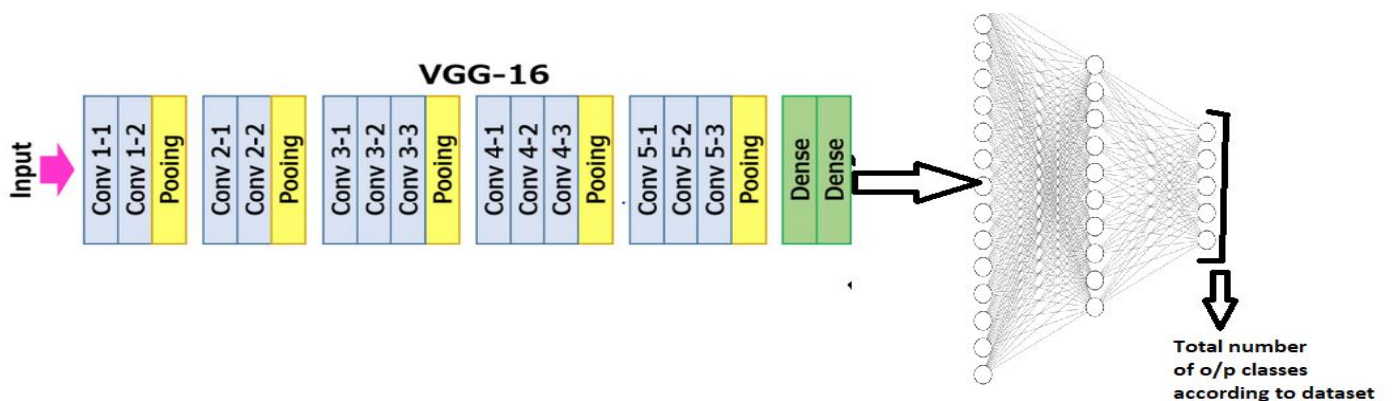 VGG-16
Input
Conv 1-1
Conv 1-2
Pooing
Conv 2-1
Conv 2-2
Pooing
Conv 3-1
Conv 3-2
Conv 3-3
Pooing
Conv 4-1
Conv 4-2
Conv 4-3
Pooing
Conv 5-1
Conv 5-2
Conv 5-3
Pooing
Dense
Dense
Total number
of o/p classes
according to dataset